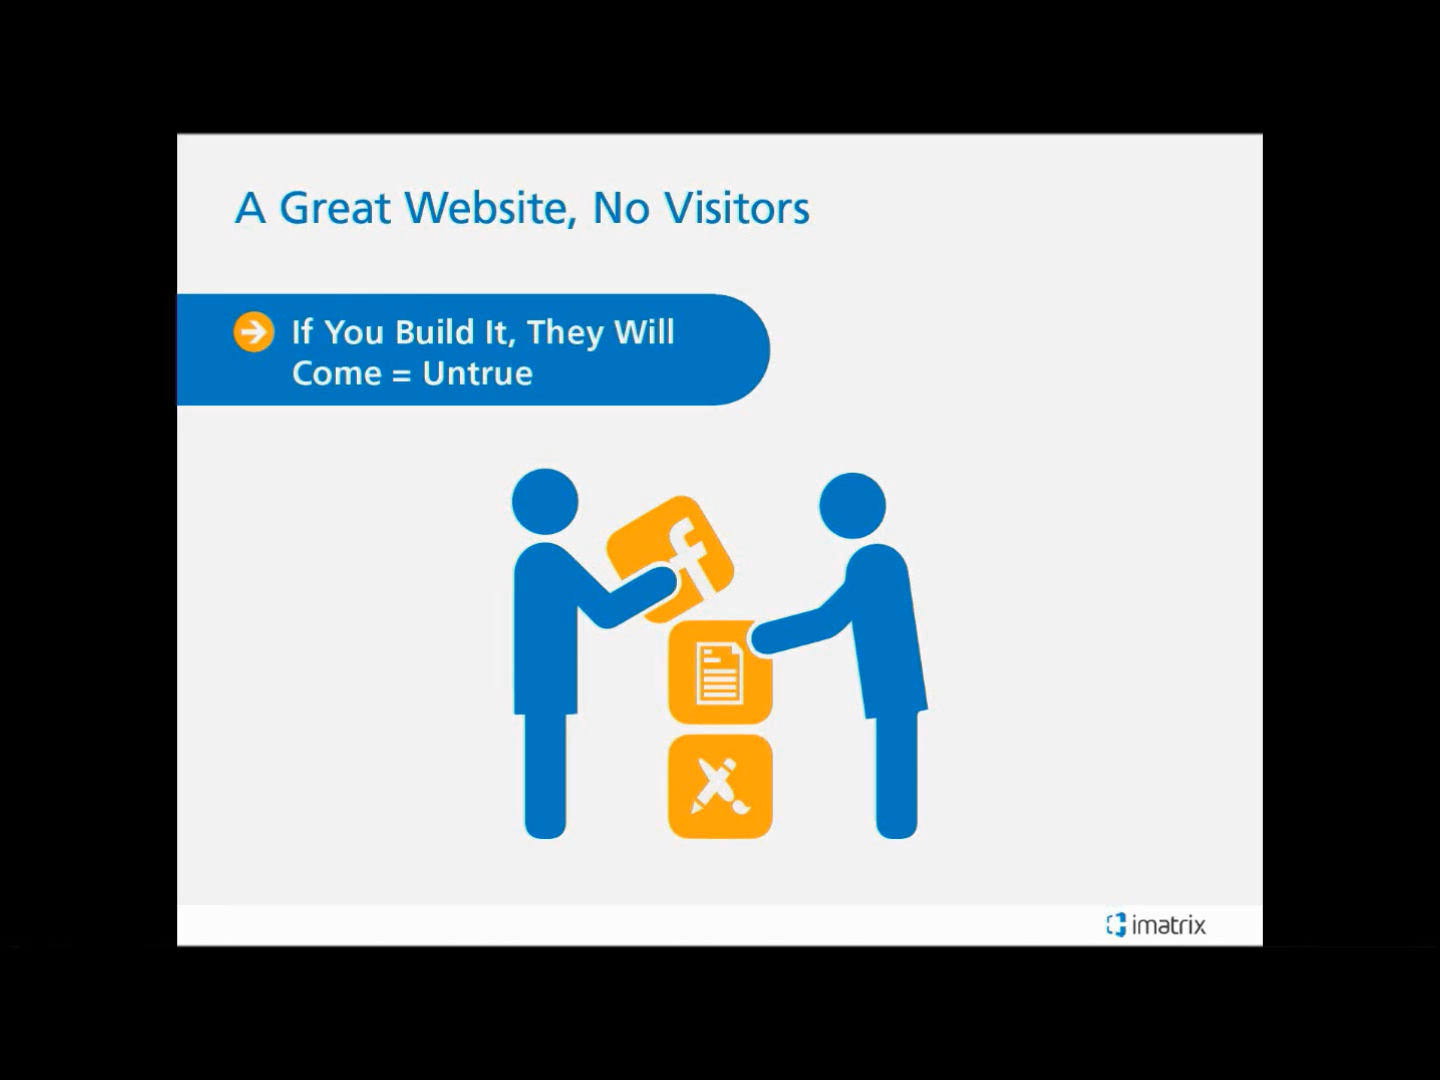 A Great Website, No Visitors
If You Build It, They Will
Come = Untrue
f
imatrix